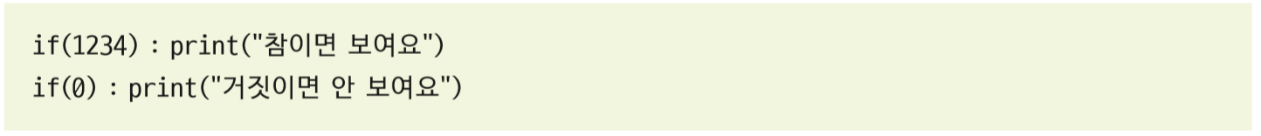 if(1234) : print("참이면 보여요")
if(0) : print("거짓이면 안 보여요")